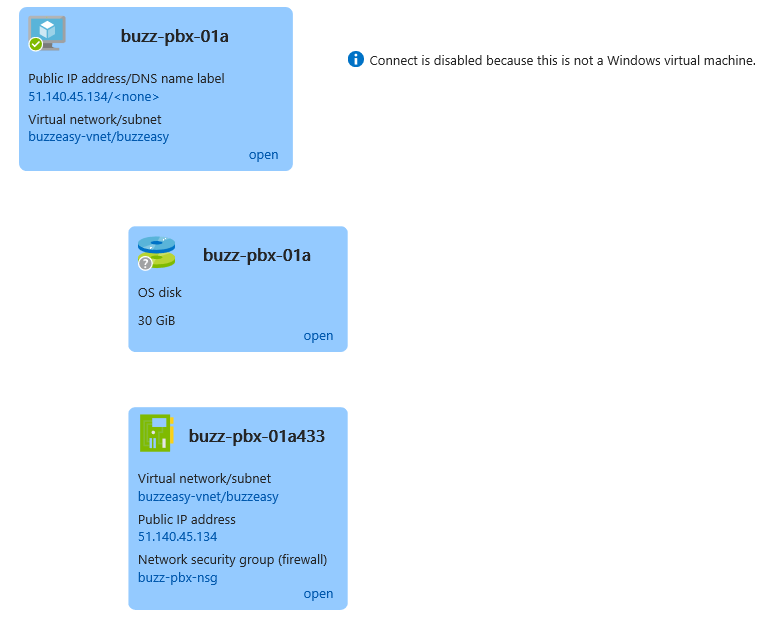 buzz-pbx-01a
Connect is disabled because this is not a Windows virtual machine.
Public IP address/DNS name label
51.140.45.134/<none>
Virtual network/subnet
buzzeasy-vnet/buzzeasy
open
buzz-pbx-01a
OS disk
30 GiB
open
buzz-pbx-01a433
Virtual network/subnet
buzzeasy-vnet/buzzeasy
Public IP address
51.140.45.134
Network security group (firewall)
buzz-pbx-nsg
open